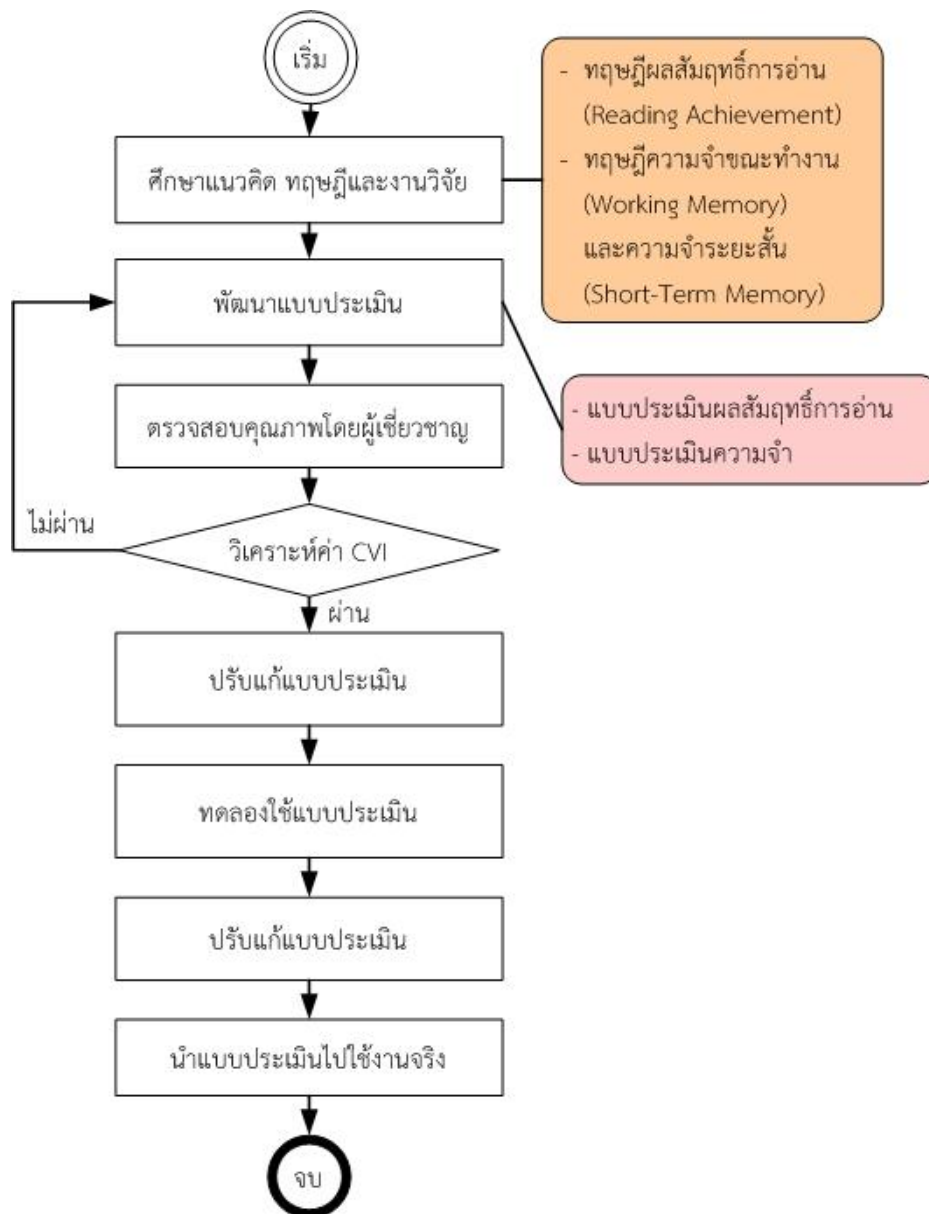 เริ่ม
ศึกษาแนวคิด ทฤษฎีและงานวิจัย
- ทฤษฎีผลสัมฤทธิ์การอ่าน
(Reading Achievement)
- ทฤษฎีความจำขณะทำงาน
(Working Memory)
และความจำระยะสั้น
(Short-Term Memory)
พัฒนาแบบประเมิน
- แบบประเมินผลสัมฤทธิ์การอ่าน
- แบบประเมินความจำ
ตรวจสอบคุณภาพโดยผู้เชี่ยวชาญ
ไม่ผ่าน
วิเคราะห์ค่า CVI
ผ่าน
ปรับแก้แบบประเมิน
ทดลองใช้แบบประเมิน
ปรับแก้แบบประเมิน
นำแบบประเมินไปใช้งานจริง
จบ